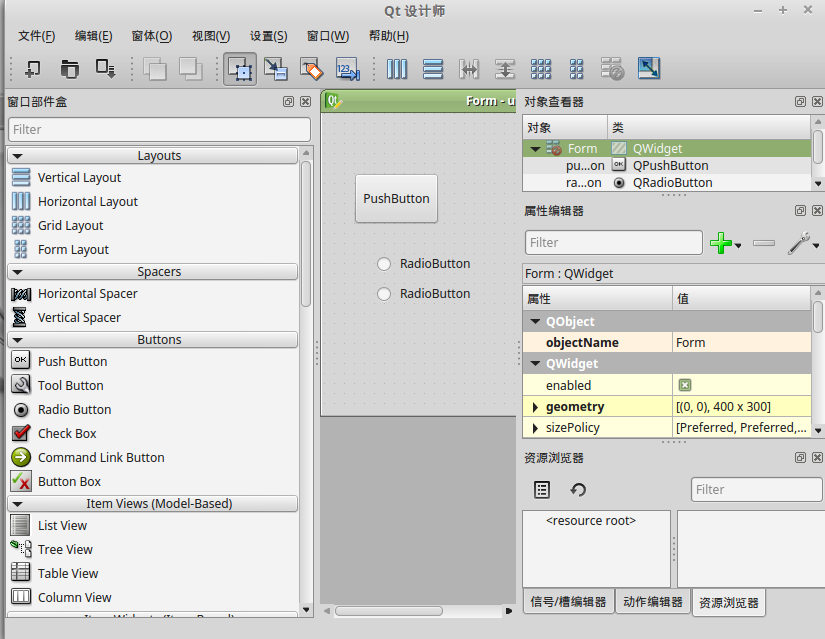 Qt 设计师
文件(F) 编辑(E) 窗体(O) 视图(V) 设置(S) 窗口(W) 帮助(H)
123
窗口部件盒
Filter
Layouts
Vertical Layout
Horizontal Layout
Grid Layout
Form Layout
Spacers
Horizontal Spacer
Vertical Spacer
Buttons
OK Push Button
Tool Button
Radio Button
Check Box
Command Link Button
Button Box
Item Views (Model-Based)
List View
Tree View
Table View
Column View
Qt Form - u
PushButton
RadioButton
RadioButton
对象查看器
对象 类
Form QWidget
pu...on OK QPushButton
ra...on QRadioButton
属性编辑器
Filter
Form : QWidget
属性 值
QObject
objectName Form
QWidget
enabled
geometry [(0, 0), 400 x 300]
sizePolicy [Preferred, Preferred,...
资源浏览器
Filter
<resource root>
信号/槽编辑器 动作编辑器 资源浏览器